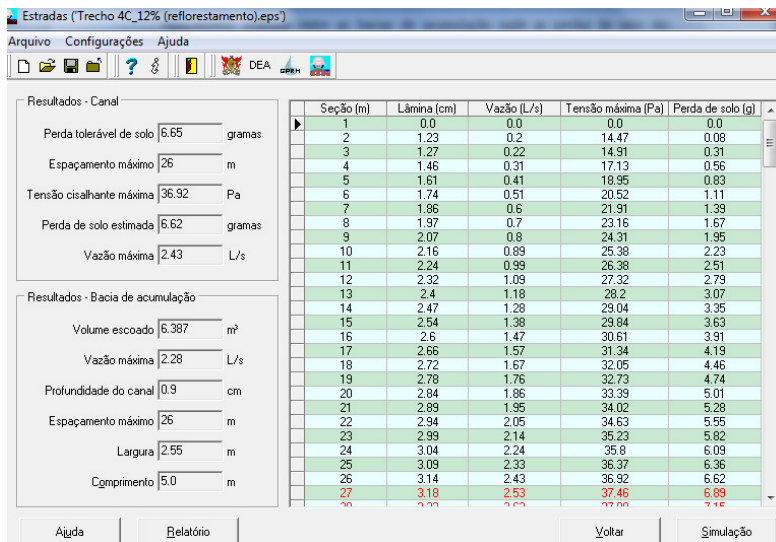 Estradas ('Trecho 4C_12% (reflorestamento).eps')
Arquivo Configurações Ajuda
DEA GPRH
Resultados - Canal
Perda tolerável de solo 6.65 gramas
Espaçamento máximo 26 m
Tensão cisalhante máxima 36.92 Pa
Perda de solo estimada 6.62 gramas
Vazão máxima 2.43 L/s
Resultados - Bacia de acumulação
Volume escoado 6.387 m³
Vazão máxima 2.28 L/s
Profundidade do canal 0.9 cm
Espaçamento máximo 26 m
Largura 2.55 m
Comprimento 5.0 m
Seção (m) Lâmina (cm) Vazão (L/s) Tensão máxima (Pa) Perda de solo (g)
1 0.0 0.0 0.0 0.0
2 1.23 0.2 14.47 0.08
3 1.27 0.22 14.91 0.31
4 1.46 0.31 17.13 0.56
5 1.61 0.41 18.95 0.83
6 1.74 0.51 20.52 1.11
7 1.86 0.6 21.91 1.39
8 1.97 0.7 23.16 1.67
9 2.07 0.8 24.31 1.95
10 2.16 0.89 25.38 2.23
11 2.24 0.99 26.38 2.51
12 2.32 1.09 27.32 2.79
13 2.4 1.18 28.2 3.07
14 2.47 1.28 29.04 3.35
15 2.54 1.38 29.84 3.63
16 2.6 1.47 30.61 3.91
17 2.66 1.57 31.34 4.19
18 2.72 1.67 32.05 4.46
19 2.78 1.76 32.73 4.74
20 2.84 1.86 33.39 5.01
21 2.89 1.95 34.02 5.28
22 2.94 2.05 34.63 5.55
23 2.99 2.14 35.23 5.82
24 3.04 2.24 35.8 6.09
25 3.09 2.33 36.37 6.36
26 3.14 2.43 36.92 6.62
27 3.18 2.53 37.46 6.89
Ajuda Relatório Voltar Simulação